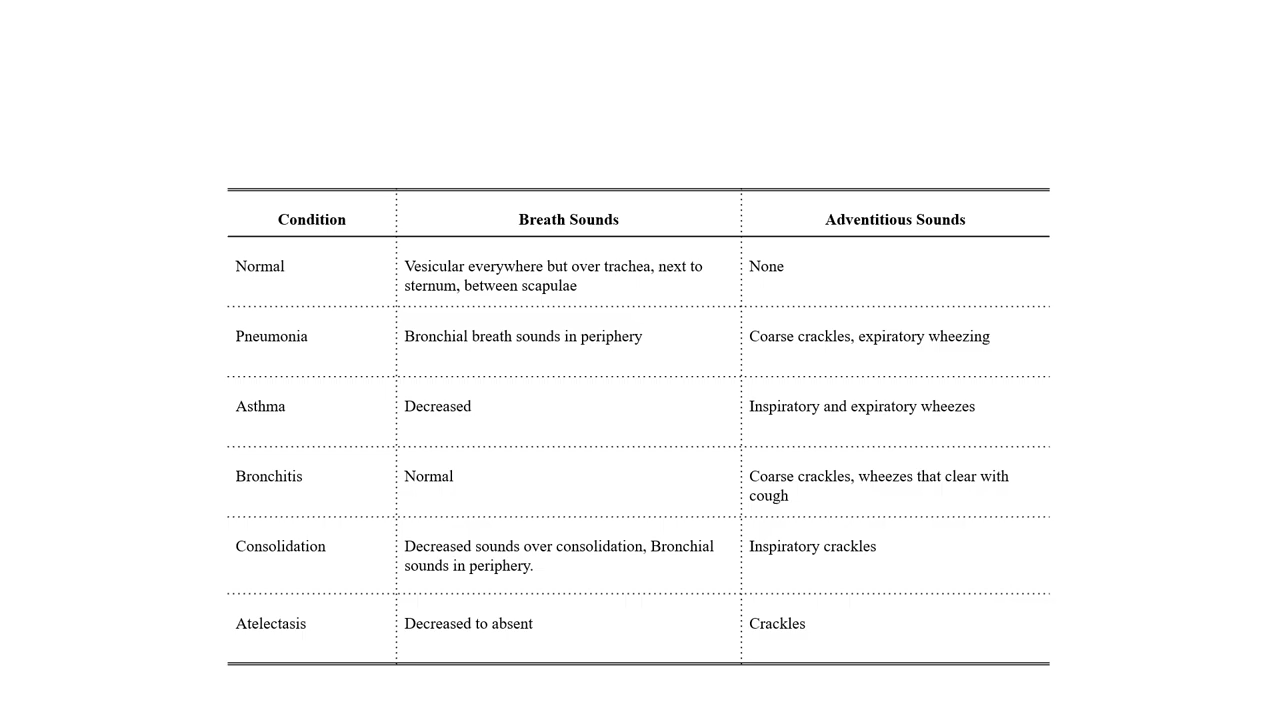 Condition Breath Sounds Adventitious Sounds
Normal Vesicular everywhere but over trachea, next to None
sternum, between scapulae
Pneumonia Bronchial breath sounds in periphery Coarse crackles, expiratory wheezing
Asthma Decreased Inspiratory and expiratory wheezes
Bronchitis Normal Coarse crackles, wheezes that clear with
cough
Consolidation Decreased sounds over consolidation, Bronchial Inspiratory crackles
sounds in periphery.
Atelectasis Decreased to absent Crackles